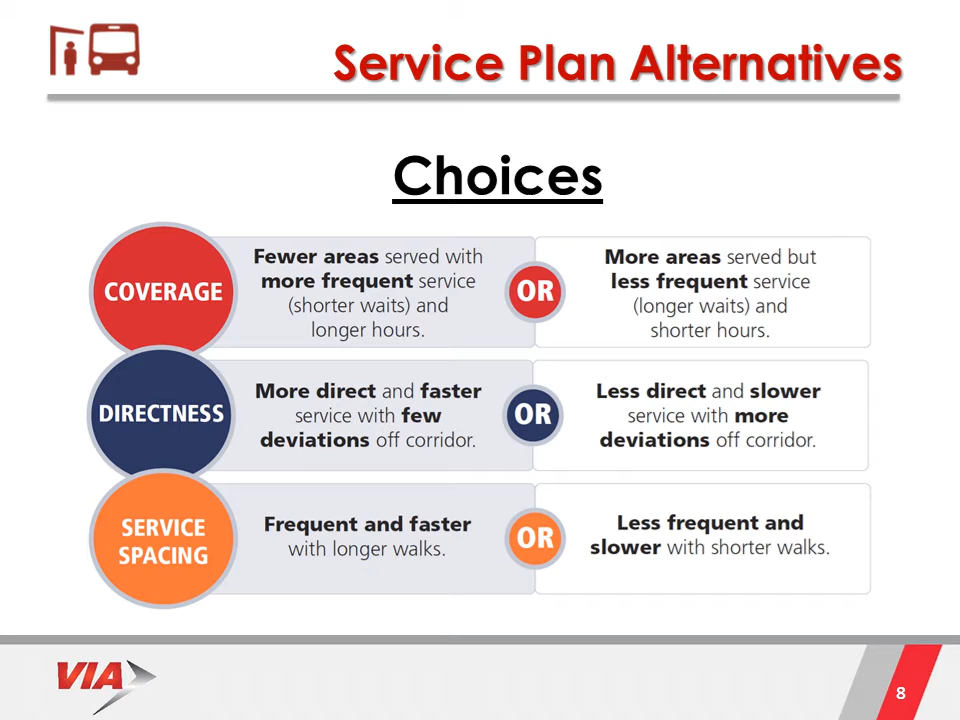 Service Plan Alternatives
Choices
COVERAGE
Fewer areas served with
more frequent service
(shorter waits) and
longer hours.
OR
More areas served but
less frequent service
(longer waits) and
shorter hours.
DIRECTNESS
More direct and faster
service with few
deviations off corridor.
OR
Less direct and slower
service with more
deviations off corridor.
SERVICE
SPACING
Frequent and faster
with longer walks.
OR
Less frequent and
slower with shorter walks.
VIA
8